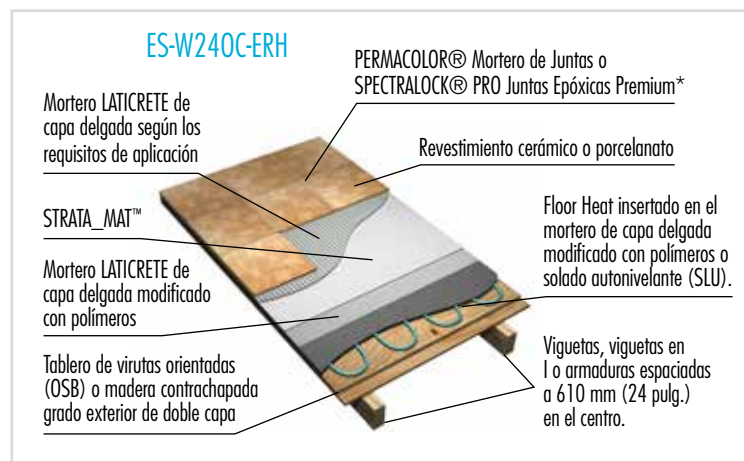 ES-W240C-ERH
PERMACOLOR® Mortero de Juntas o
SPECTRALOCK® PRO Juntas Epóxicas Premium*
Mortero LATICRETE de
capa delgada según los
requisitos de aplicación
Revestimiento cerámico o porcelanato
STRATA_MAT™
Floor Heat insertado en el
mortero de capa delgada
modificado con polímeros o
solado autonivelante (SLU).
Mortero LATICRETE de
capa delgada modificado
con polímeros
Tablero de virutas orientadas
(OSB) o madera contrachapada
grado exterior de doble capa
Viguetas, viguetas en
I o armaduras espaciadas
a 610 mm (24 pulg.)
en el centro.